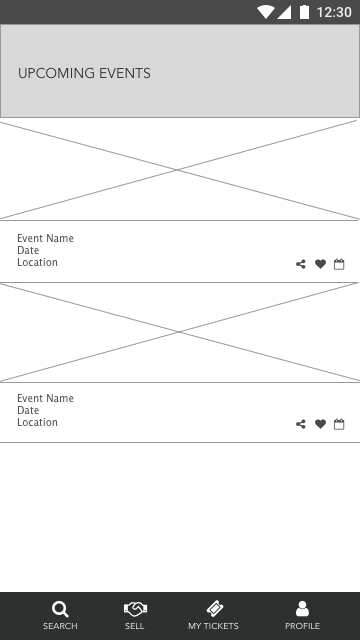 12:30
UPCOMING EVENTS
Event Name
Date
Location
Event Name
Date
Location
SEARCH
SELL
MY TICKETS
PROFILE